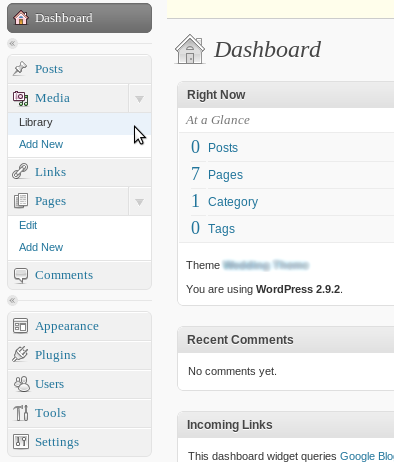 Dashboard
Posts
Media
Library
Add New
Links
Pages
Edit
Add New
Comments
Appearance
Plugins
Users
Tools
Settings
Dashboard
Right Now
At a Glance
0 Posts
7 Pages
1 Category
0 Tags
Theme
You are using WordPress 2.9.2.
Recent Comments
No comments yet.
Incoming Links
This dashboard widget queries Google Blo